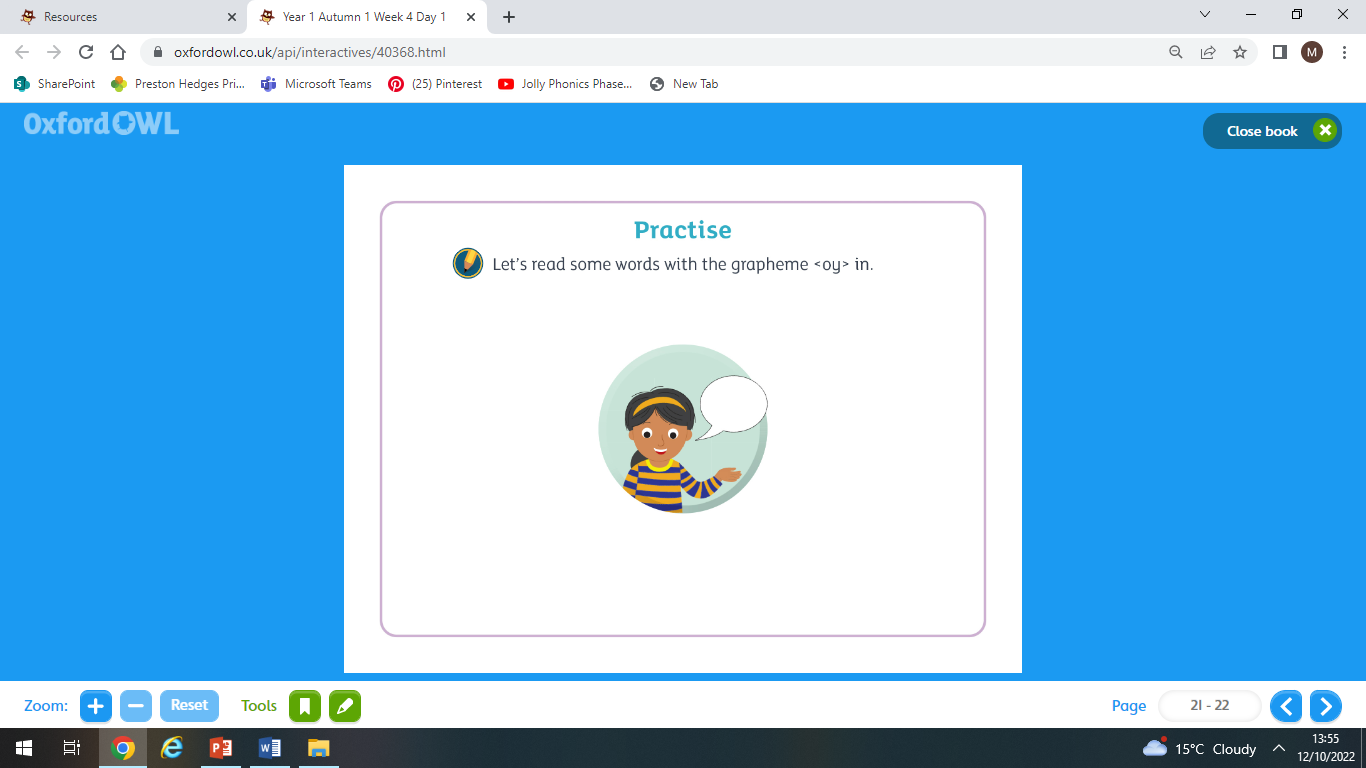 Resources
Year 1 Autumn 1 Week 4 Day 1
oxfordowl.co.uk/api/interactives/40368.html
M
SharePoint
Preston Hedges Pri...
Microsoft Teams
(25) Pinterest
Jolly Phonics Phase...
New Tab
Oxford OWL
Close book
Practise
Let's read some words with the grapheme <oy> in.
Zoom:
Reset
Tools
Page
21 - 22
15°C Cloudy
13:55
12/10/2022